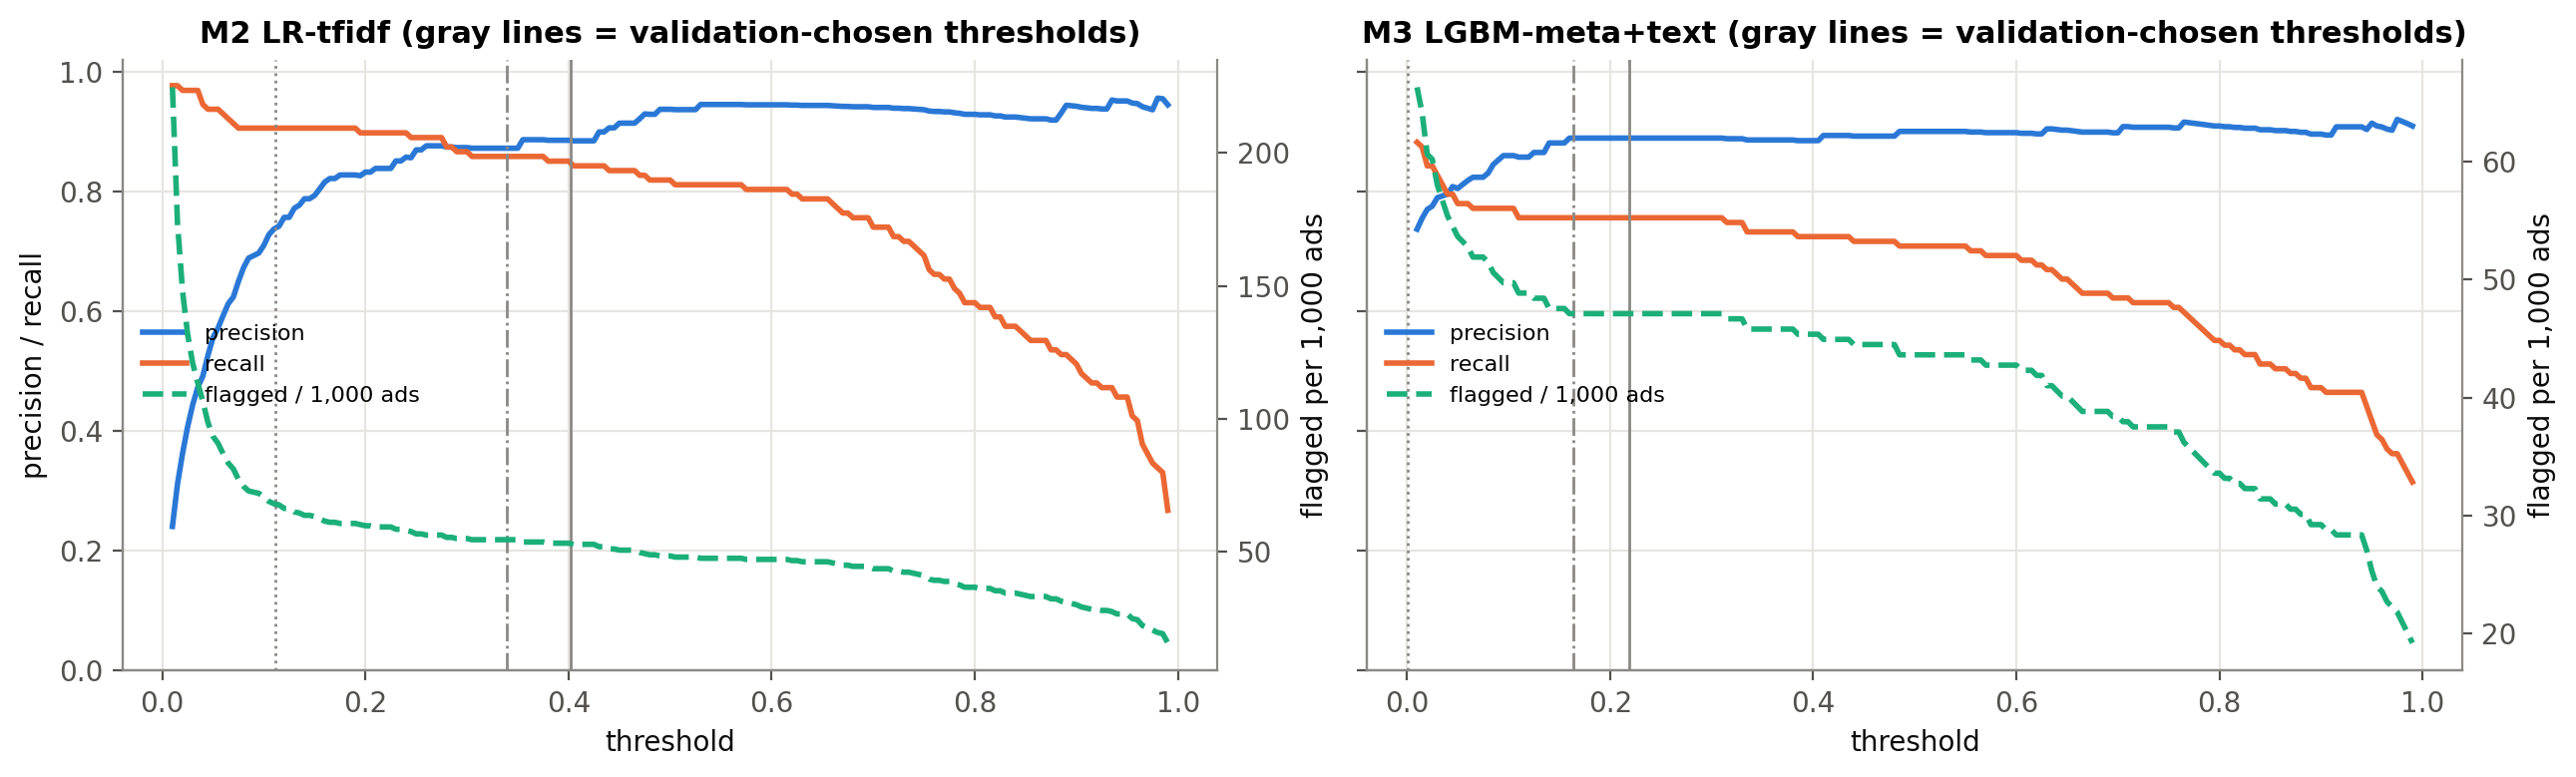 M2 LR-tfidf (gray lines = validation-chosen thresholds)
1.0
0.8
0.6
0.4
0.2
0.0
precision / recall
precision
recall
flagged / 1,000 ads
200
150
100
50
flagged per 1,000 ads
0.0 0.2 0.4 0.6 0.8 1.0
threshold
M3 LGBM-meta+text (gray lines = validation-chosen thresholds)
precision
recall
flagged / 1,000 ads
60
50
40
30
20
flagged per 1,000 ads
0.0 0.2 0.4 0.6 0.8 1.0
threshold